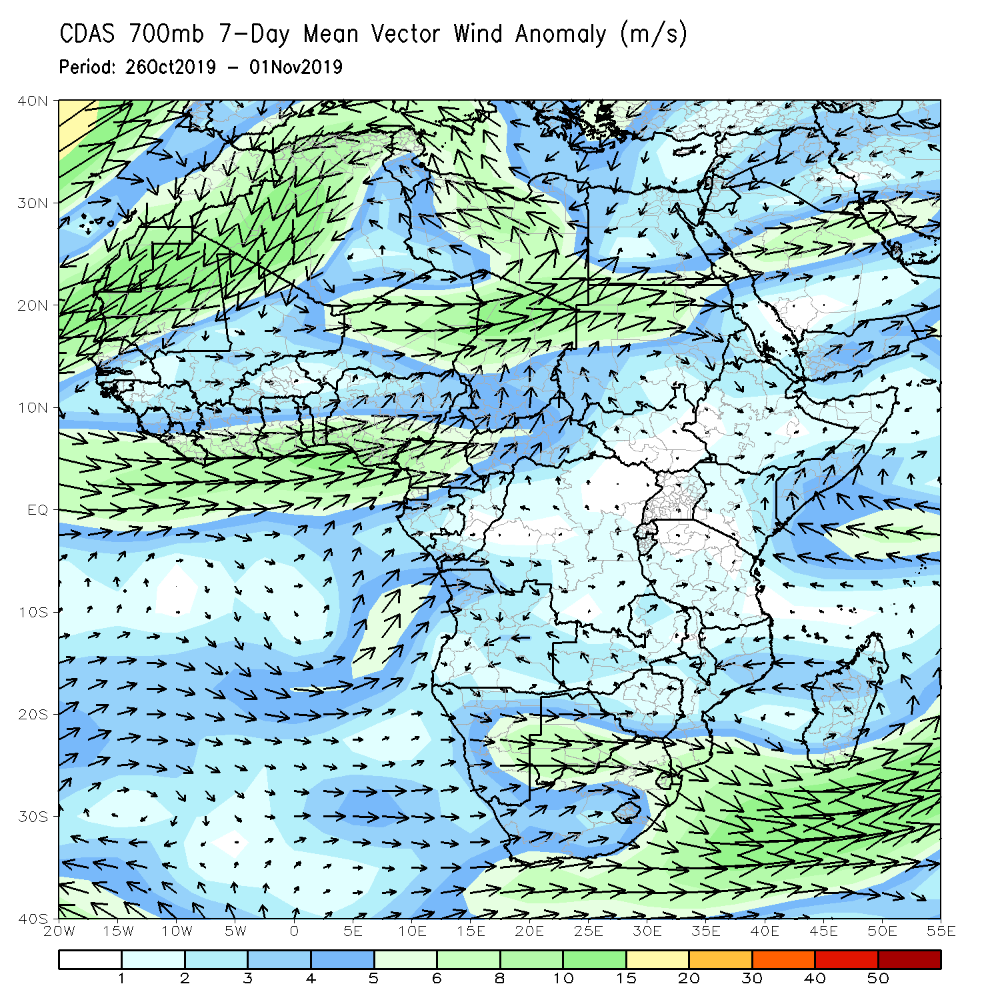 CDAS 700mb 7-Day Mean Vector Wind Anomaly (m/s)
Period: 26Oct2019 - 01Nov2019
40N
30N
20N
10N
EQ
10S
20S
30S
40S
20W 15W 10W 5W 0 5E 10E 15E 20E 25E 30E 35E 40E 45E 50E 55E
1 2 3 4 5 6 8 10 15 20 30 40 50